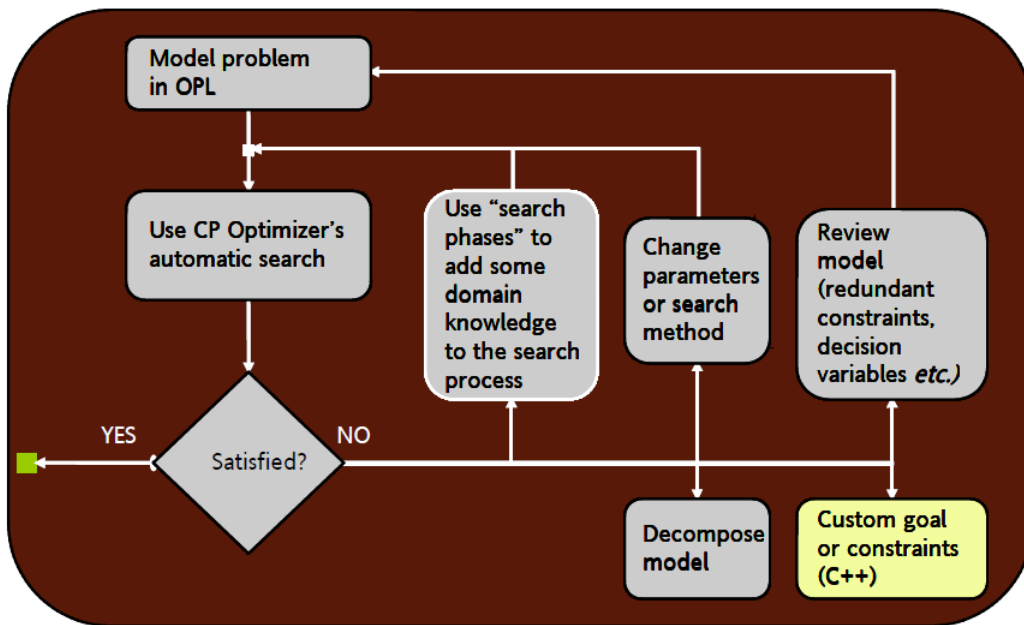 Model problem
in OPL
Use CP Optimizer’s
automatic search
Use “search
phases” to
add some
domain
knowledge
to the search
process
Change
parameters
or search
method
Review
model
(redundant
constraints,
decision
variables etc.)
YES
Satisfied?
NO
Decompose
model
Custom goal
or constraints
(C++)